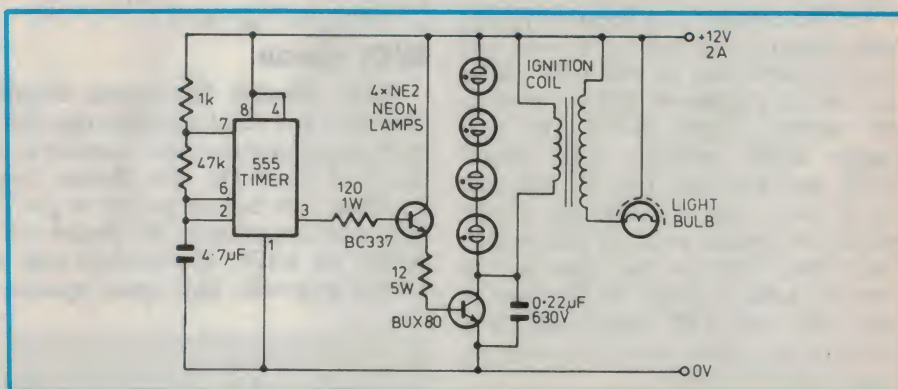 +12V
2A
IGNITION
COIL
4×NE2
NEON
LAMPS
1k
8
4
7
47k
555
TIMER
6
2
3
120
1W
BC337
1
4·7µF
12
5W
BUX80
0·22µF
630V
LIGHT
BULB
0V